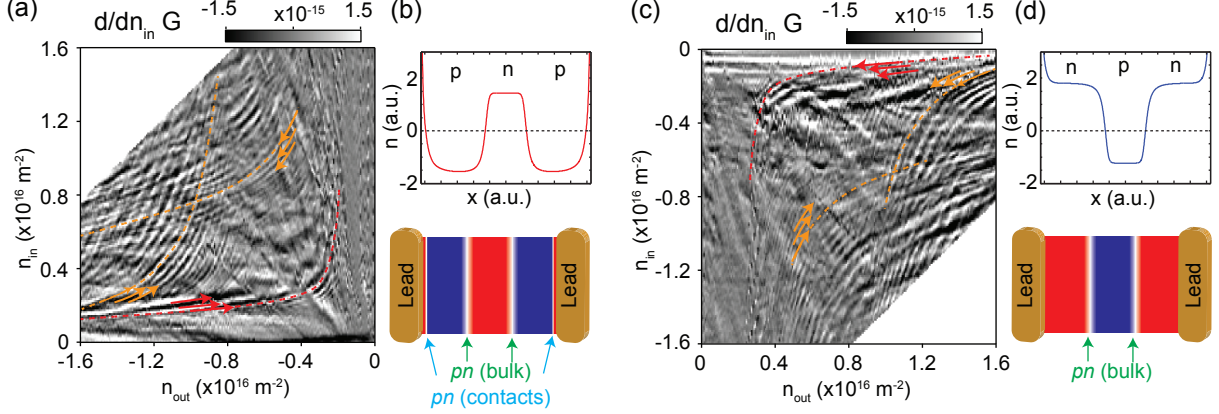 (a)
d/dn_in G
-1.5 x10^-15 1.5
n_in (x10^16 m^-2)
1.6
1.2
0.8
0.4
0
-1.6 -1.2 -0.8 -0.4 0
n_out (x10^16 m^-2)
(b)
n (a.u.)
2
0
-2
p n p
x (a.u.)
Lead Lead
pn (bulk)
pn (contacts)
(c)
d/dn_in G
-1.5 x10^-15 1.5
n_in (x10^16 m^-2)
0
-0.4
-0.8
-1.2
-1.6
0 0.4 0.8 1.2 1.6
n_out (x10^16 m^-2)
(d)
n (a.u.)
2
0
-2
n p n
x (a.u.)
Lead Lead
pn (bulk)